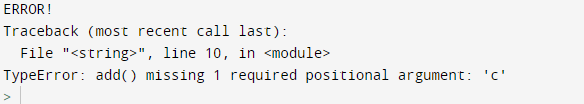 ERROR!
Traceback (most recent call last):
  File "<string>", line 10, in <module>
TypeError: add() missing 1 required positional argument: 'c'
>